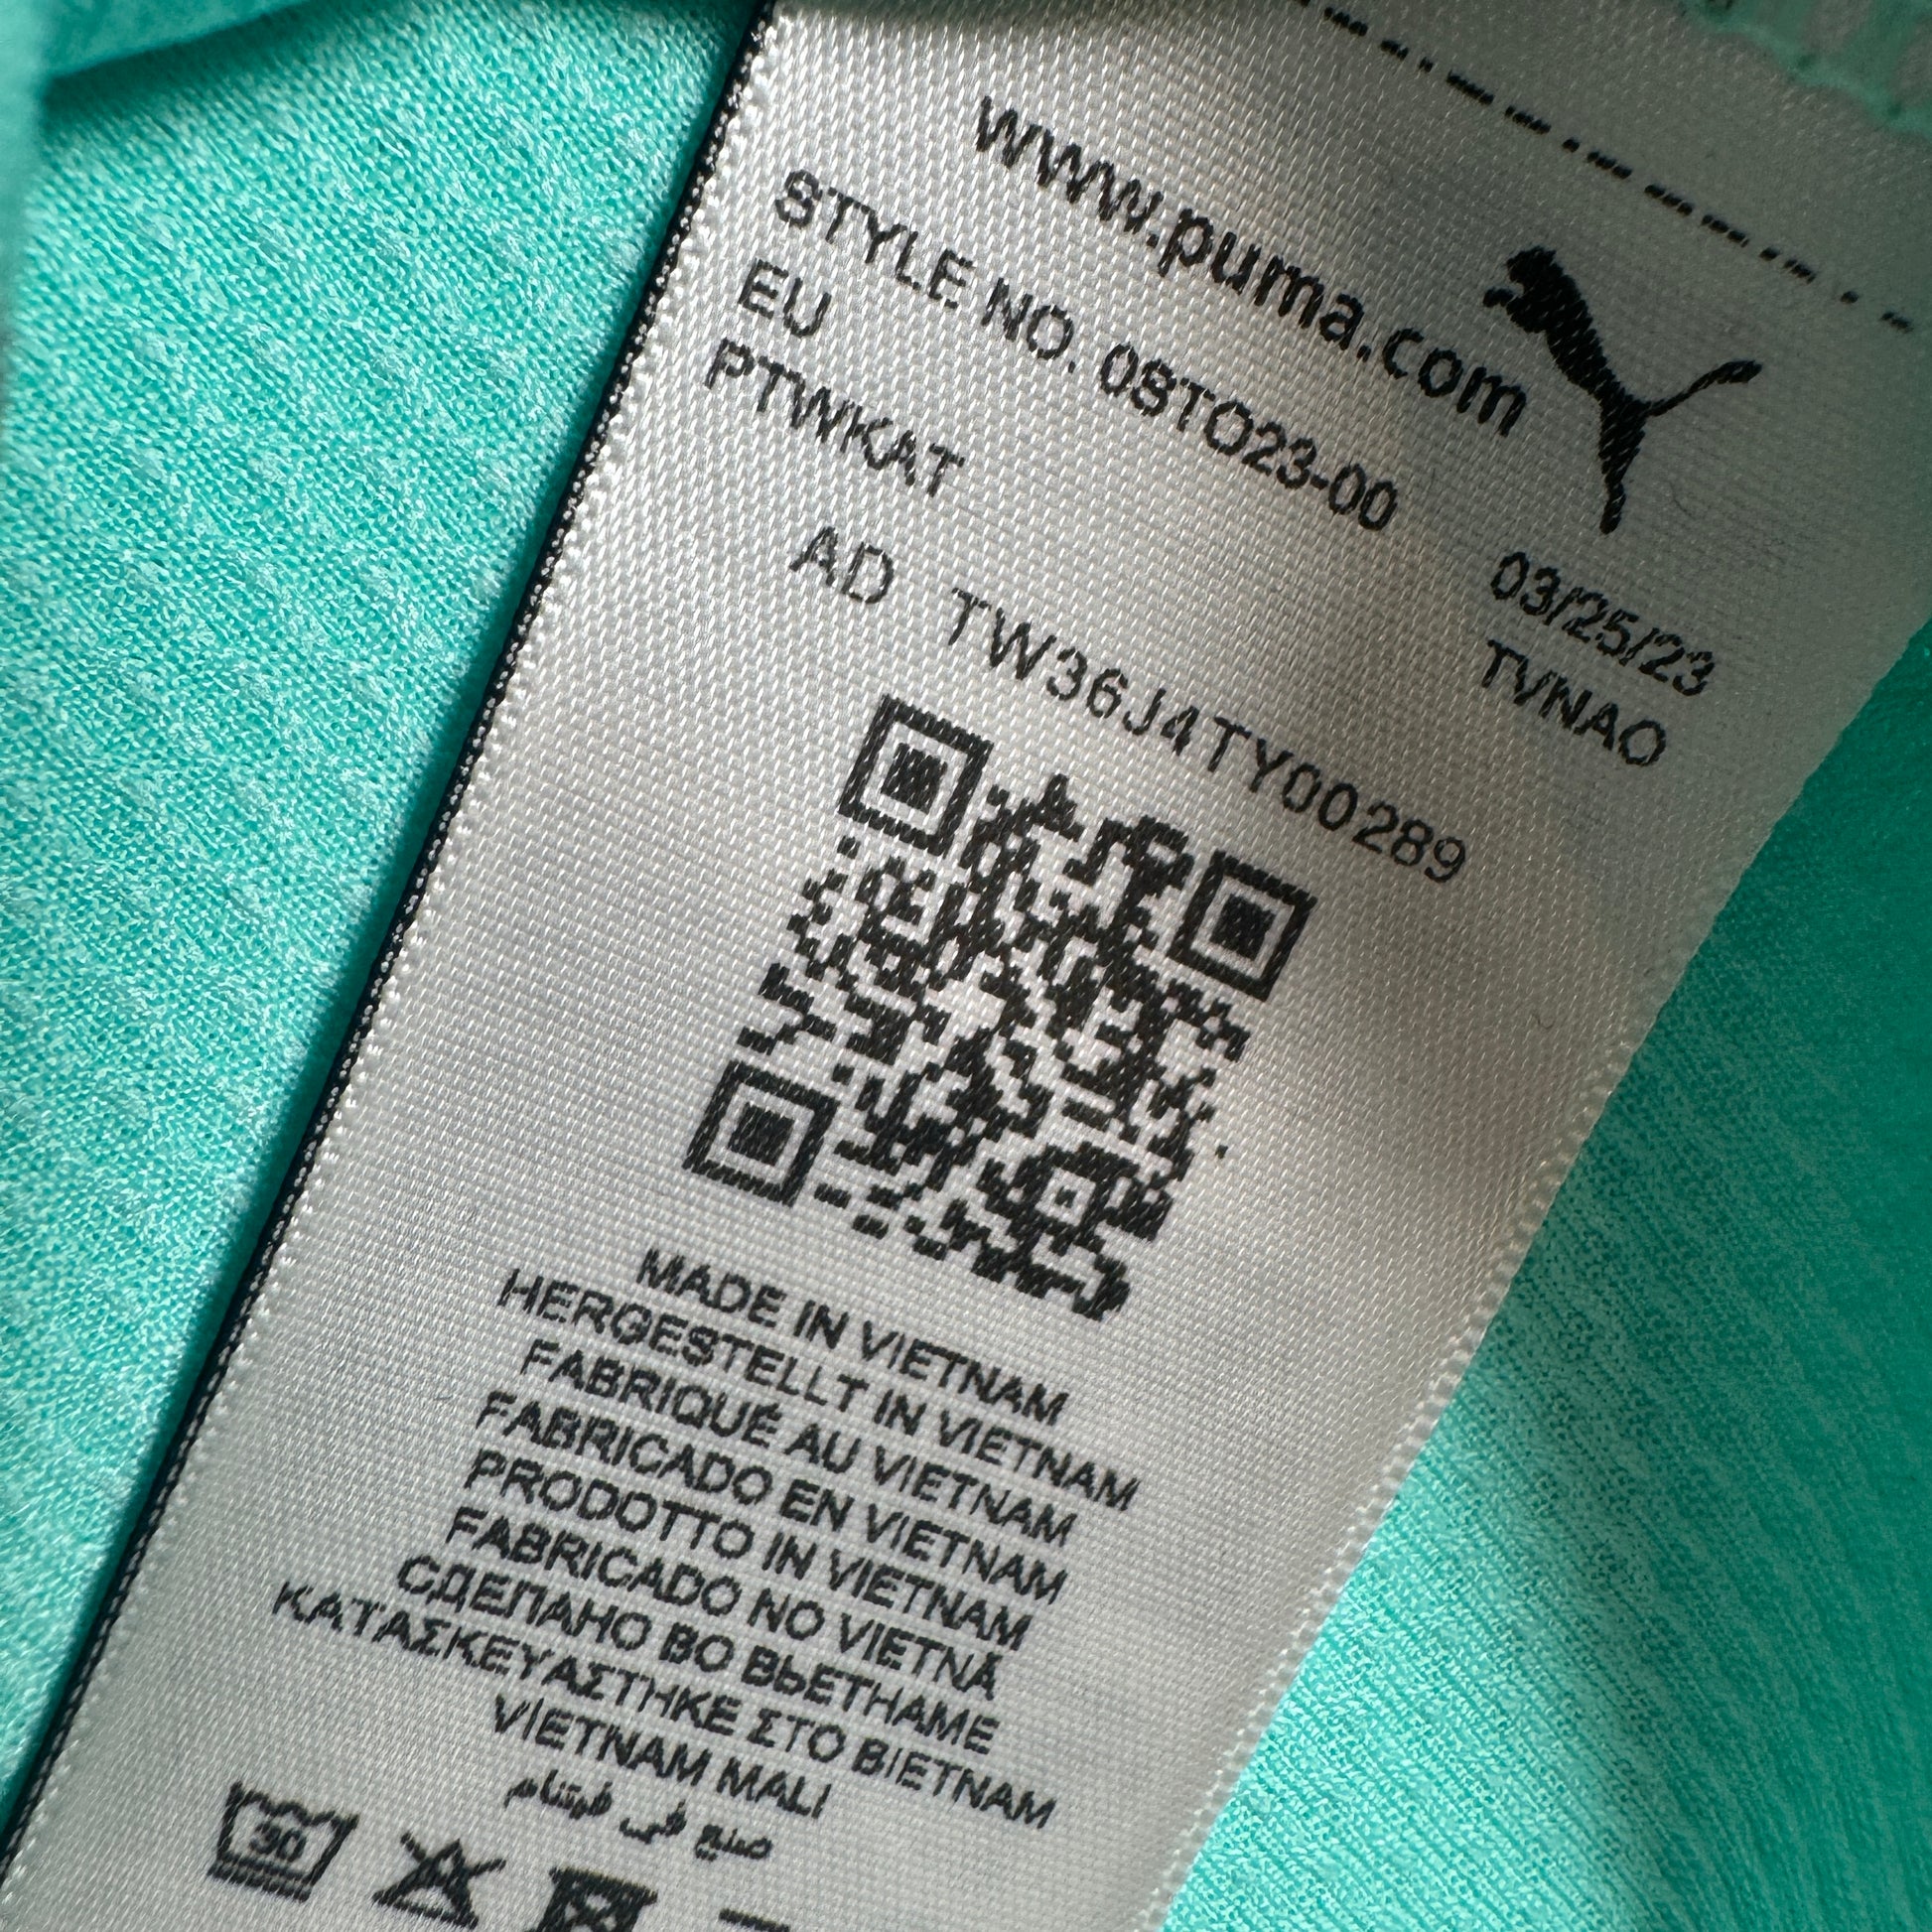 www.puma.com
STYLE NO. 0STO23-00 03/25/23
EU TVNAO
PTWKAT
AD TW36J4TY00289
MADE IN VIETNAM
HERGESTELLT IN VIETNAM
FABRIQUÉ AU VIETNAM
FABRICADO EN VIETNAM
PRODOTTO IN VIETNAM
FABRICADO NO VIETNÃ
СДЕЛАНО ВО ВЬЕТНАМЕ
ΚΑΤΑΣΚΕΥΑΣΤΗΚΕ ΣΤΟ ΒΙΕΤΝΑΜ
VIETNAM MALI
صنع في فيتنام
30